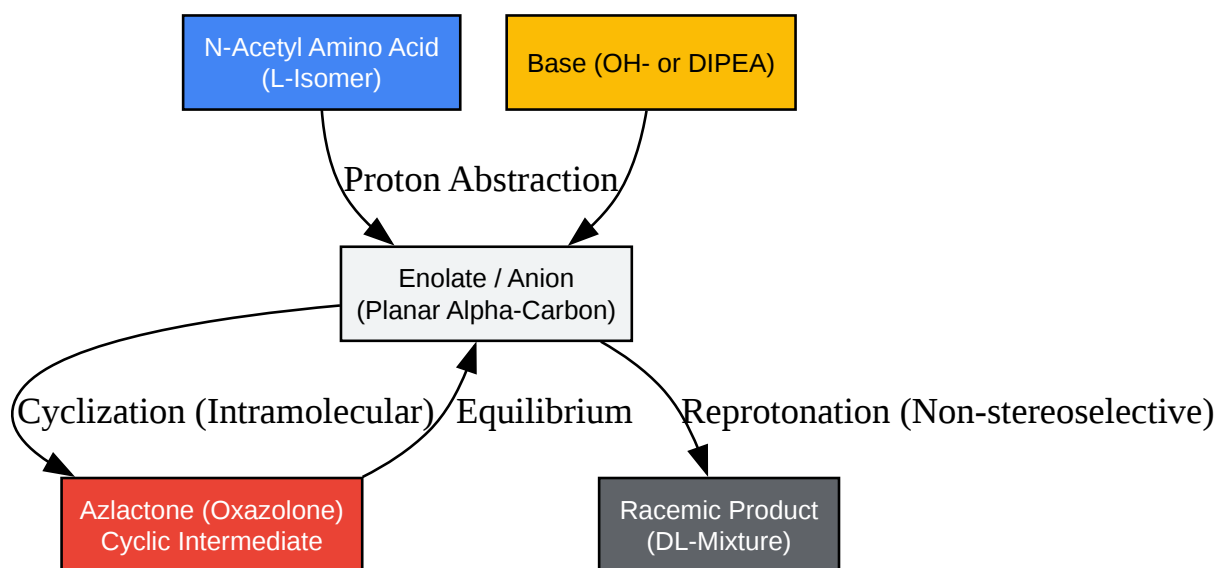 N-Acetyl Amino Acid
(L-Isomer)
Base (OH- or DIPEA)
Proton Abstraction
Enolate / Anion
(Planar Alpha-Carbon)
Cyclization (Intramolecular)
Equilibrium
Reprotonation (Non-stereoselective)
Azlactone (Oxazolone)
Cyclic Intermediate
Racemic Product
(DL-Mixture)